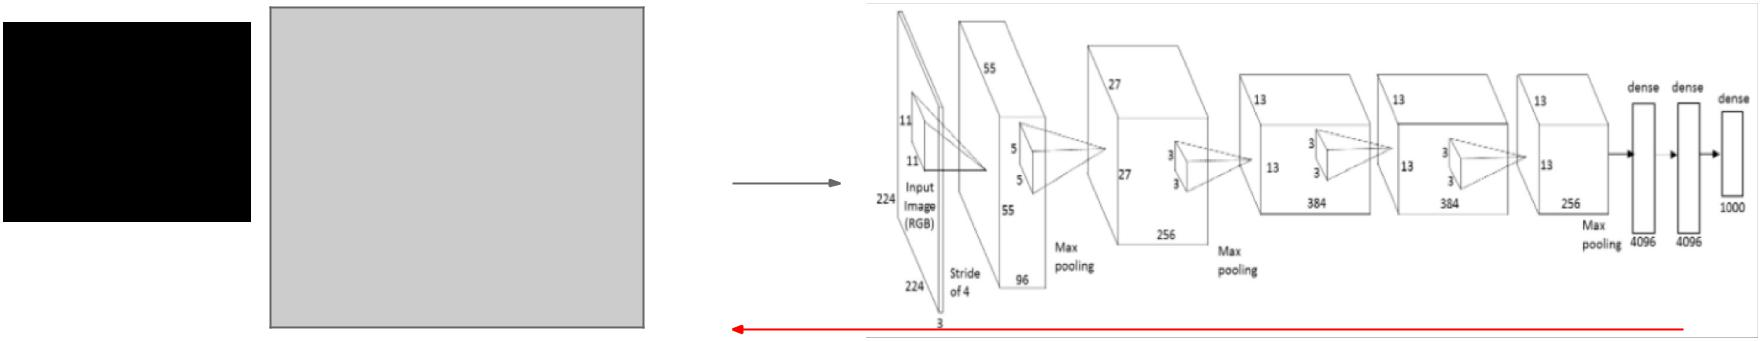 11
11
224
Input
Image
(RGB)
224
3
Stride
of 4
55
5
5
55
96
Max
pooling
27
3
3
27
256
Max
pooling
13
3
3
13
384
13
3
3
13
384
13
13
256
Max
pooling
dense
4096
dense
4096
dense
1000